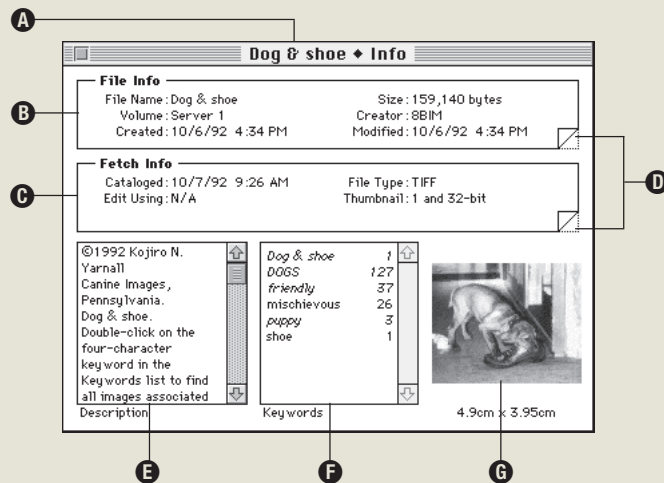 A
Dog & shoe ◆ Info
File Info
File Name: Dog & shoe
Size: 159,140 bytes
B
Volume: Server 1
Creator: 8BIM
Created: 10/6/92 4:34 PM
Modified: 10/6/92 4:34 PM
Fetch Info
D
Cataloged: 10/7/92 9:26 AM
File Type: TIFF
C
Edit Using: N/A
Thumbnail: 1 and 32-bit
©1992 Kojiro N.
Yarnall
Canine Images,
Pennsylvania.
Dog & shoe.
Double-click on the
four-character
keyword in the
Keywords list to find
all images associated
Description
Dog & shoe 1
DOGS 127
friendly 37
mischievous 26
puppy 3
shoe 1
Keywords
4.9cm x 3.95cm
E
F
G